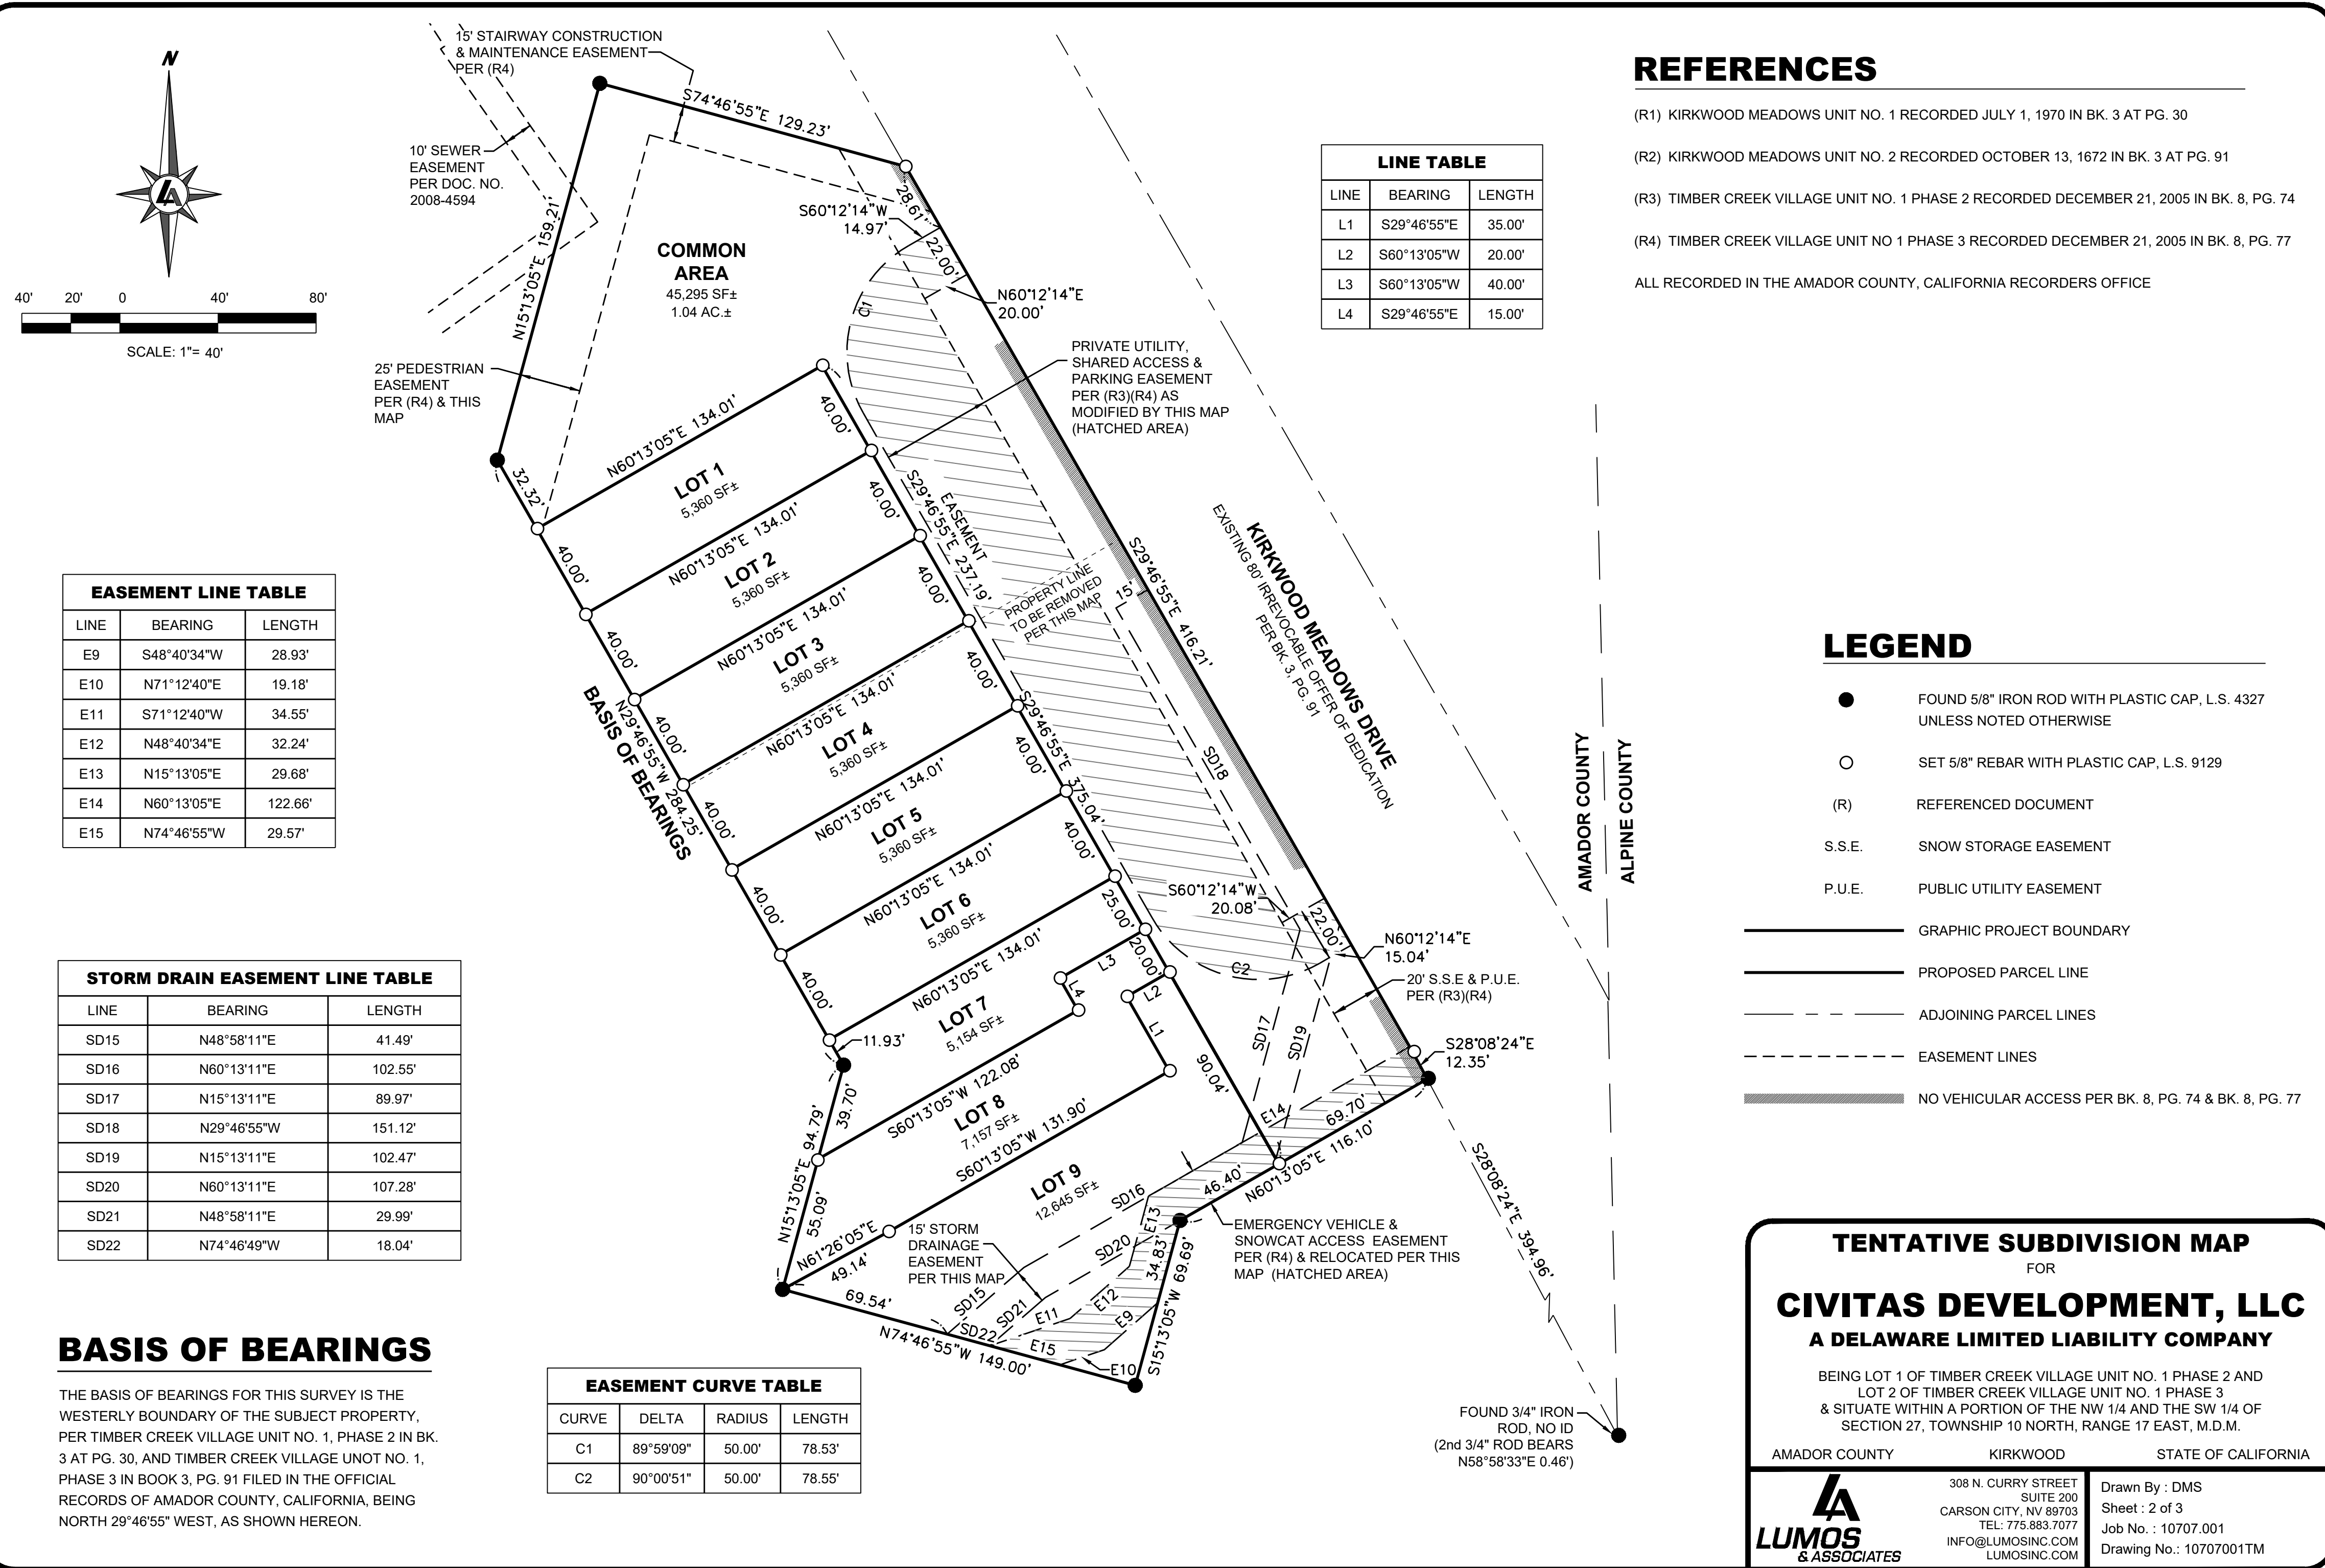 N
40' 20' 0 40' 80'
SCALE: 1"= 40'
15' STAIRWAY CONSTRUCTION
& MAINTENANCE EASEMENT
PER (R4)
10' SEWER
EASEMENT
PER DOC. NO.
2008-4594
25' PEDESTRIAN
EASEMENT
PER (R4) & THIS
MAP
S74°46'55"E 129.23'
N15°13'05"E 159.21'
COMMON
AREA
45,295 SF±
1.04 AC.±
S60°12'14"W
14.97'
28.61'
22.00'
N60°12'14"E
20.00'
C1
PRIVATE UTILITY,
SHARED ACCESS &
PARKING EASEMENT
PER (R3)(R4) AS
MODIFIED BY THIS MAP
(HATCHED AREA)
32.32'
N60°13'05"E 134.01'
40.00'
LOT 1
5,360 SF±
40.00'
N60°13'05"E 134.01'
40.00'
LOT 2
5,360 SF±
40.00'
N60°13'05"E 134.01'
40.00'
LOT 3
5,360 SF±
40.00'
N60°13'05"E 134.01'
40.00'
LOT 4
5,360 SF±
40.00'
N60°13'05"E 134.01'
40.00'
LOT 5
5,360 SF±
40.00'
N60°13'05"E 134.01'
40.00'
LOT 6
5,360 SF±
40.00'
N60°13'05"E 134.01'
25.00'
LOT 7
5,154 SF±
11.93'
20.00'
L3
L4
L2
L1
S60°13'05"W 122.08'
LOT 8
7,157 SF±
S60°13'05"W 131.90'
LOT 9
12,645 SF±
EASEMENT
S29°46'55"E 237.19'
S29°46'55"E 375.04'
PROPERTY LINE
TO BE REMOVED
PER THIS MAP
15'
S29°46'55"E 416.21'
KIRKWOOD MEADOWS DRIVE
EXISTING 80' IRREVOCABLE OFFER OF DEDICATION
PER BK. 3, PG. 91
BASIS OF BEARINGS
N29°46'55"W 284.25'
SD18
S60°12'14"W
20.08'
22.00'
N60°12'14"E
15.04'
C2
20' S.S.E & P.U.E.
PER (R3)(R4)
SD17
SD19
90.04'
S28°08'24"E
12.35'
E14
69.70'
46.40'
N60°13'05"E 116.10'
N15°13'05"E 94.79'
39.70'
55.09'
N61°26'05"E
49.14'
69.54'
N74°46'55"W 149.00'
15' STORM
DRAINAGE
EASEMENT
PER THIS MAP
SD16
SD20
SD15
SD21
SD22
E13
E12
E11
E9
E15
E10
34.83'
S15°13'05"W 69.69'
EMERGENCY VEHICLE &
SNOWCAT ACCESS EASEMENT
PER (R4) & RELOCATED PER THIS
MAP (HATCHED AREA)
S28°08'24"E 394.96'
FOUND 3/4" IRON
ROD, NO ID
(2nd 3/4" ROD BEARS
N58°58'33"E 0.46')
AMADOR COUNTY
ALPINE COUNTY
LINE TABLE
LINE BEARING LENGTH
L1 S29°46'55"E 35.00'
L2 S60°13'05"W 20.00'
L3 S60°13'05"W 40.00'
L4 S29°46'55"E 15.00'
REFERENCES
(R1) KIRKWOOD MEADOWS UNIT NO. 1 RECORDED JULY 1, 1970 IN BK. 3 AT PG. 30
(R2) KIRKWOOD MEADOWS UNIT NO. 2 RECORDED OCTOBER 13, 1672 IN BK. 3 AT PG. 91
(R3) TIMBER CREEK VILLAGE UNIT NO. 1 PHASE 2 RECORDED DECEMBER 21, 2005 IN BK. 8, PG. 74
(R4) TIMBER CREEK VILLAGE UNIT NO 1 PHASE 3 RECORDED DECEMBER 21, 2005 IN BK. 8, PG. 77
ALL RECORDED IN THE AMADOR COUNTY, CALIFORNIA RECORDERS OFFICE
EASEMENT LINE TABLE
LINE BEARING LENGTH
E9 S48°40'34"W 28.93'
E10 N71°12'40"E 19.18'
E11 S71°12'40"W 34.55'
E12 N48°40'34"E 32.24'
E13 N15°13'05"E 29.68'
E14 N60°13'05"E 122.66'
E15 N74°46'55"W 29.57'
STORM DRAIN EASEMENT LINE TABLE
LINE BEARING LENGTH
SD15 N48°58'11"E 41.49'
SD16 N60°13'11"E 102.55'
SD17 N15°13'11"E 89.97'
SD18 N29°46'55"W 151.12'
SD19 N15°13'11"E 102.47'
SD20 N60°13'11"E 107.28'
SD21 N48°58'11"E 29.99'
SD22 N74°46'49"W 18.04'
BASIS OF BEARINGS
THE BASIS OF BEARINGS FOR THIS SURVEY IS THE
WESTERLY BOUNDARY OF THE SUBJECT PROPERTY,
PER TIMBER CREEK VILLAGE UNIT NO. 1, PHASE 2 IN BK.
3 AT PG. 30, AND TIMBER CREEK VILLAGE UNOT NO. 1,
PHASE 3 IN BOOK 3, PG. 91 FILED IN THE OFFICIAL
RECORDS OF AMADOR COUNTY, CALIFORNIA, BEING
NORTH 29°46'55" WEST, AS SHOWN HEREON.
EASEMENT CURVE TABLE
CURVE DELTA RADIUS LENGTH
C1 89°59'09" 50.00' 78.53'
C2 90°00'51" 50.00' 78.55'
LEGEND
FOUND 5/8" IRON ROD WITH PLASTIC CAP, L.S. 4327
UNLESS NOTED OTHERWISE
SET 5/8" REBAR WITH PLASTIC CAP, L.S. 9129
(R) REFERENCED DOCUMENT
S.S.E. SNOW STORAGE EASEMENT
P.U.E. PUBLIC UTILITY EASEMENT
GRAPHIC PROJECT BOUNDARY
PROPOSED PARCEL LINE
ADJOINING PARCEL LINES
EASEMENT LINES
NO VEHICULAR ACCESS PER BK. 8, PG. 74 & BK. 8, PG. 77
TENTATIVE SUBDIVISION MAP
FOR
CIVITAS DEVELOPMENT, LLC
A DELAWARE LIMITED LIABILITY COMPANY
BEING LOT 1 OF TIMBER CREEK VILLAGE UNIT NO. 1 PHASE 2 AND
LOT 2 OF TIMBER CREEK VILLAGE UNIT NO. 1 PHASE 3
& SITUATE WITHIN A PORTION OF THE NW 1/4 AND THE SW 1/4 OF
SECTION 27, TOWNSHIP 10 NORTH, RANGE 17 EAST, M.D.M.
AMADOR COUNTY KIRKWOOD STATE OF CALIFORNIA
LA
LUMOS
& ASSOCIATES
308 N. CURRY STREET
SUITE 200
CARSON CITY, NV 89703
TEL: 775.883.7077
INFO@LUMOSINC.COM
LUMOSINC.COM
Drawn By : DMS
Sheet : 2 of 3
Job No. : 10707.001
Drawing No.: 10707001TM